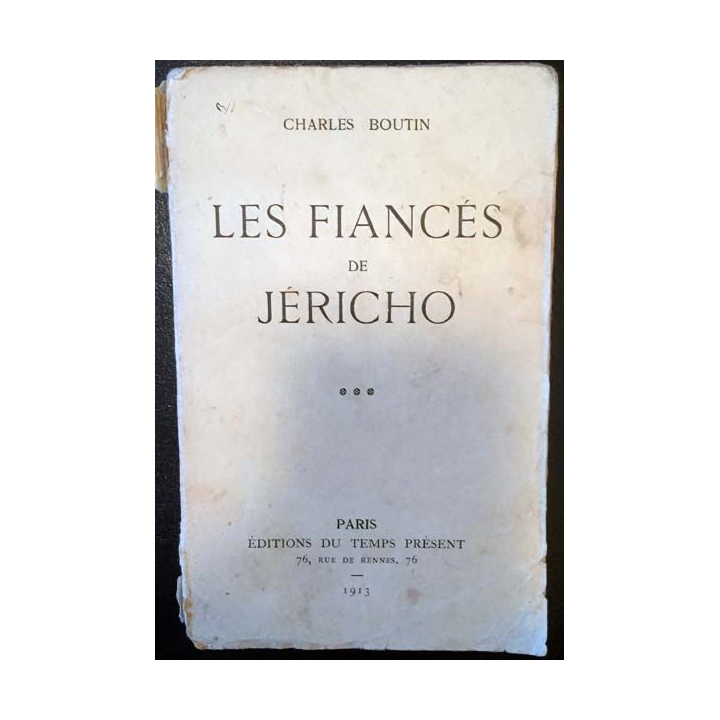 CHARLES BOUTIN
LES FIANCÉS
DE
JÉRICHO
PARIS
ÉDITIONS DU TEMPS PRÉSENT
76, RUE DE RENNES, 76
1913